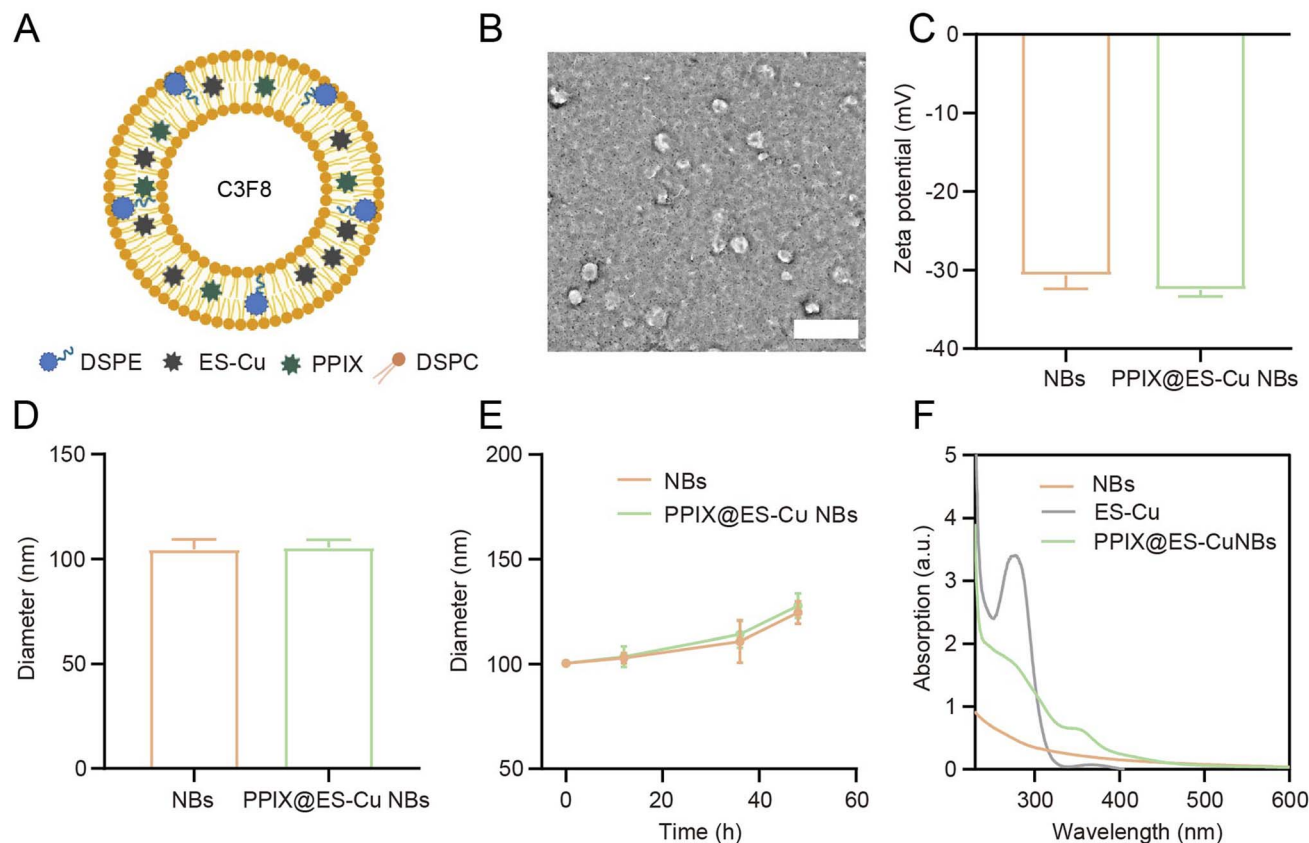 A
C3F8
DSPE
ES-Cu
PPIX
DSPC
B
C
Zeta potential (mV)
0
-10
-20
-30
-40
NBs
PPIX@ES-Cu NBs
D
Diameter (nm)
150
100
50
0
NBs
PPIX@ES-Cu NBs
E
Diameter (nm)
200
150
100
50
NBs
PPIX@ES-Cu NBs
0
20
40
60
Time (h)
F
Absorption (a.u.)
5
4
3
2
1
0
NBs
ES-Cu
PPIX@ES-CuNBs
300
400
500
600
Wavelength (nm)